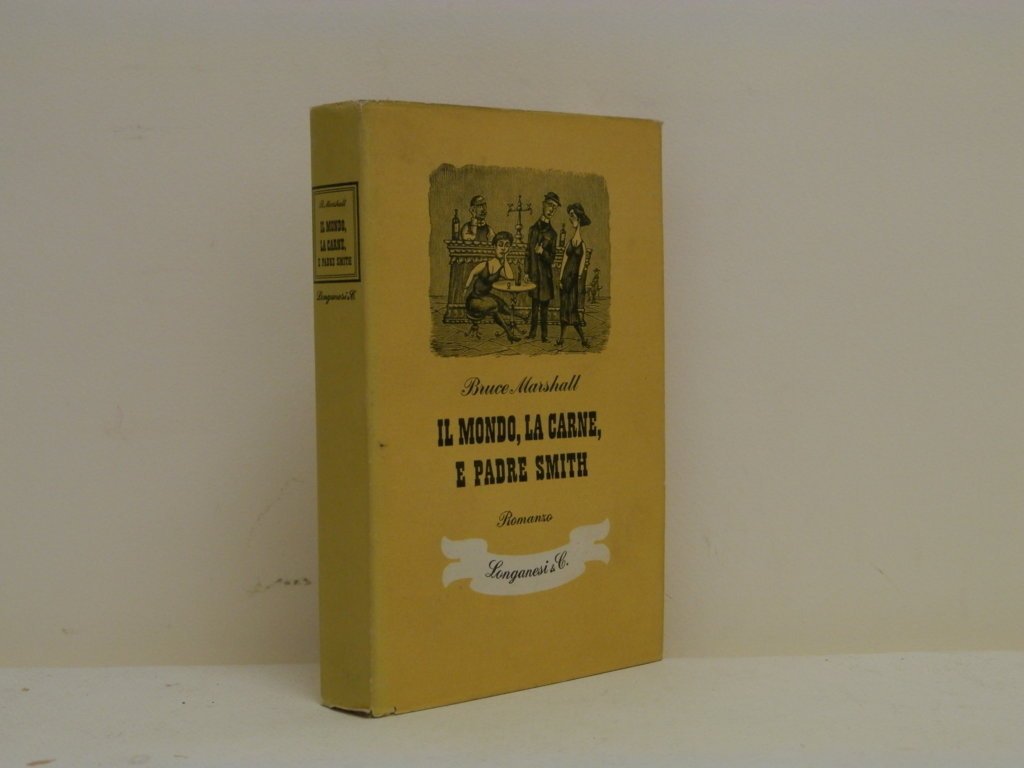 B. Marshall
IL MONDO,
LA CARNE,
E PADRE SMITH
Longanesi & C.
Bruce Marshall
IL MONDO, LA CARNE,
E PADRE SMITH
Romanzo
Longanesi & C.